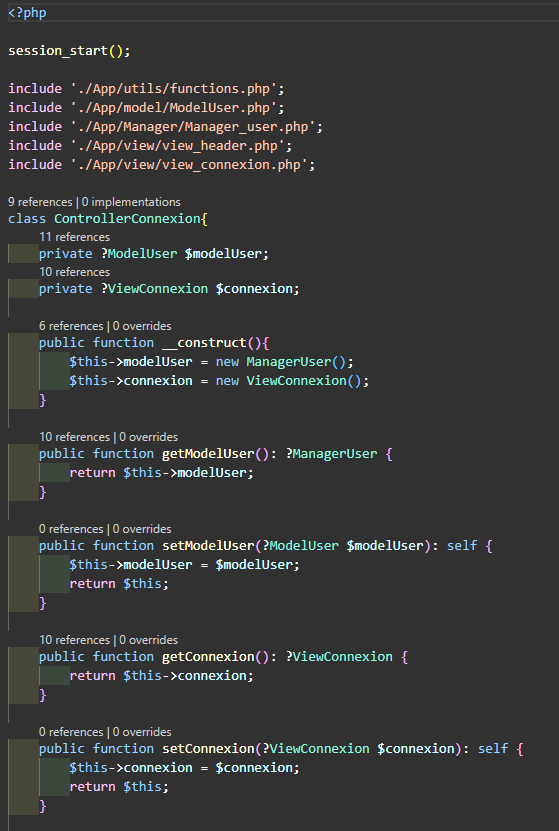 <?php
session_start();
include './App/utils/functions.php';
include './App/model/ModelUser.php';
include './App/Manager/Manager_user.php';
include './App/view/view_header.php';
include './App/view/view_connexion.php';
9 references | 0 implementations
class ControllerConnexion{
11 references
private ?ModelUser $modelUser;
10 references
private ?ViewConnexion $connexion;
6 references | 0 overrides
public function __construct(){
$this->modelUser = new ManagerUser();
$this->connexion = new ViewConnexion();
}
10 references | 0 overrides
public function getModelUser(): ?ManagerUser {
return $this->modelUser;
}
0 references | 0 overrides
public function setModelUser(?ModelUser $modelUser): self {
$this->modelUser = $modelUser;
return $this;
}
10 references | 0 overrides
public function getConnexion(): ?ViewConnexion {
return $this->connexion;
}
0 references | 0 overrides
public function setConnexion(?ViewConnexion $connexion): self {
$this->connexion = $connexion;
return $this;
}